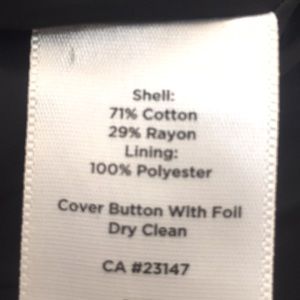 Shell:
71% Cotton
29% Rayon
Lining:
100% Polyester
Cover Button With Foil
Dry Clean
CA #23147